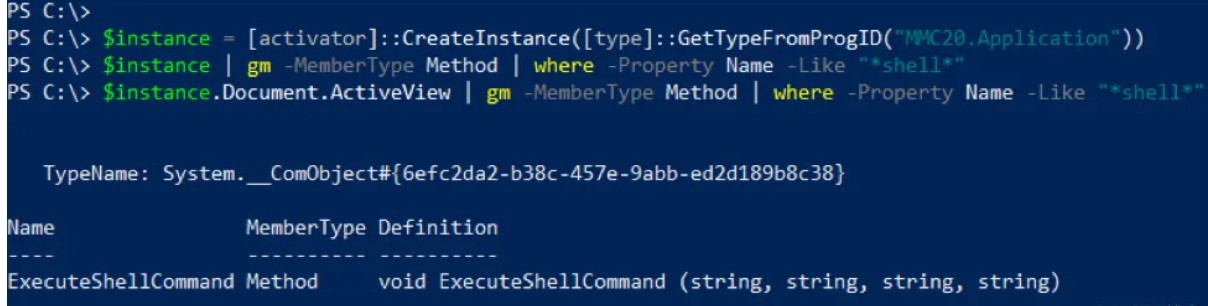 PS C:\>
PS C:\> $instance = [activator]::CreateInstance([type]::GetTypeFromProgID("MMC20.Application"))
PS C:\> $instance | gm -MemberType Method | where -Property Name -Like "*shell*"
PS C:\> $instance.Document.ActiveView | gm -MemberType Method | where -Property Name -Like "*shell*"
TypeName: System.__ComObject#{6efc2da2-b38c-457e-9abb-ed2d189b8c38}
Name MemberType Definition
---- ---------- ----------
ExecuteShellCommand Method void ExecuteShellCommand (string, string, string, string)